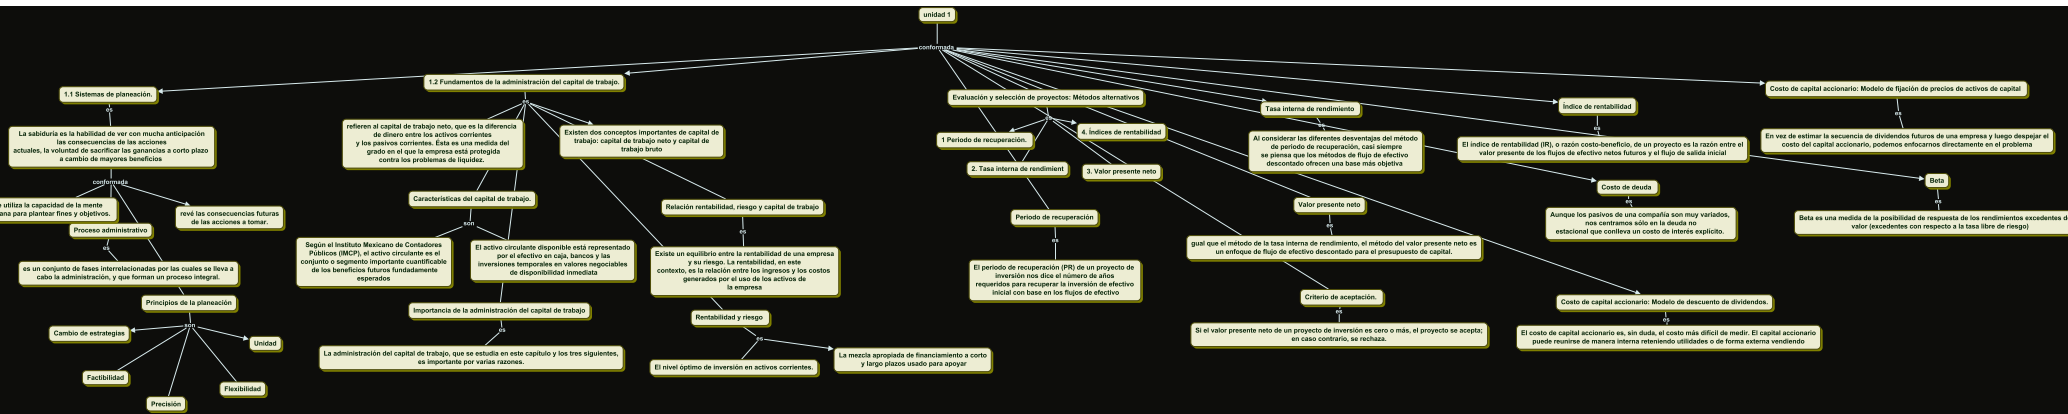 unidad 1
conformada
1.1 Sistemas de planeación.
es
La sabiduría es la habilidad de ver con mucha anticipación
las consecuencias de las acciones
actuales, la voluntad de sacrificar las ganancias a corto plazo
a cambio de mayores beneficios
conformada
utiliza la capacidad de la mente
para plantear fines y objetivos.
revé las consecuencias futuras
de las acciones a tomar.
Proceso administrativo
es
es un conjunto de fases interrelacionadas por las cuales se lleva a
cabo la administración, y que forman un proceso integral.
Principios de la planeación
son
Cambio de estrategias
Unidad
Factibilidad
Flexibilidad
Precisión
1.2 Fundamentos de la administración del capital de trabajo.
es
refieren al capital de trabajo neto, que es la diferencia
de dinero entre los activos corrientes
y los pasivos corrientes. Ésta es una medida del
grado en el que la empresa está protegida
contra los problemas de liquidez.
Existen dos conceptos importantes de capital de
trabajo: capital de trabajo neto y capital de
trabajo bruto
Características del capital de trabajo.
son
Según el Instituto Mexicano de Contadores
Públicos (IMCP), el activo circulante es el
conjunto o segmento importante cuantificable
de los beneficios futuros fundadamente
esperados
El activo circulante disponible está representado
por el efectivo en caja, bancos y las
inversiones temporales en valores negociables
de disponibilidad inmediata
Importancia de la administración del capital de trabajo
es
La administración del capital de trabajo, que se estudia en este capítulo y los tres siguientes,
es importante por varias razones.
Relación rentabilidad, riesgo y capital de trabajo
es
Existe un equilibrio entre la rentabilidad de una empresa
y su riesgo. La rentabilidad, en este
contexto, es la relación entre los ingresos y los costos
generados por el uso de los activos de
la empresa
Rentabilidad y riesgo
es
El nivel óptimo de inversión en activos corrientes.
La mezcla apropiada de financiamiento a corto
y largo plazos usado para apoyar
Evaluación y selección de proyectos: Métodos alternativos
es
1 Periodo de recuperación.
4. Índices de rentabilidad
2. Tasa interna de rendimient
3. Valor presente neto
Periodo de recuperación
es
El periodo de recuperación (PR) de un proyecto de
inversión nos dice el número de años
requeridos para recuperar la inversión de efectivo
inicial con base en los flujos de efectivo
Tasa interna de rendimiento
es
Al considerar las diferentes desventajas del método
de periodo de recuperación, casi siempre
se piensa que los métodos de flujo de efectivo
descontado ofrecen una base más objetiva
Valor presente neto
es
gual que el método de la tasa interna de rendimiento, el método del valor presente neto es
un enfoque de flujo de efectivo descontado para el presupuesto de capital.
Criterio de aceptación.
es
Si el valor presente neto de un proyecto de inversión es cero o más, el proyecto se acepta;
en caso contrario, se rechaza.
Índice de rentabilidad
es
El índice de rentabilidad (IR), o razón costo-beneficio, de un proyecto es la razón entre el
valor presente de los flujos de efectivo netos futuros y el flujo de salida inicial
Costo de deuda
es
Aunque los pasivos de una compañía son muy variados,
nos centramos sólo en la deuda no
estacional que conlleva un costo de interés explícito.
Costo de capital accionario: Modelo de descuento de dividendos.
es
El costo de capital accionario es, sin duda, el costo más difícil de medir. El capital accionario
puede reunirse de manera interna reteniendo utilidades o de forma externa vendiendo
Costo de capital accionario: Modelo de fijación de precios de activos de capital
es
En vez de estimar la secuencia de dividendos futuros de una empresa y luego despejar el
costo del capital accionario, podemos enfocarnos directamente en el problema
Beta
es
Beta es una medida de la posibilidad de respuesta de los rendimientos excedentes de
valor (excedentes con respecto a la tasa libre de riesgo)